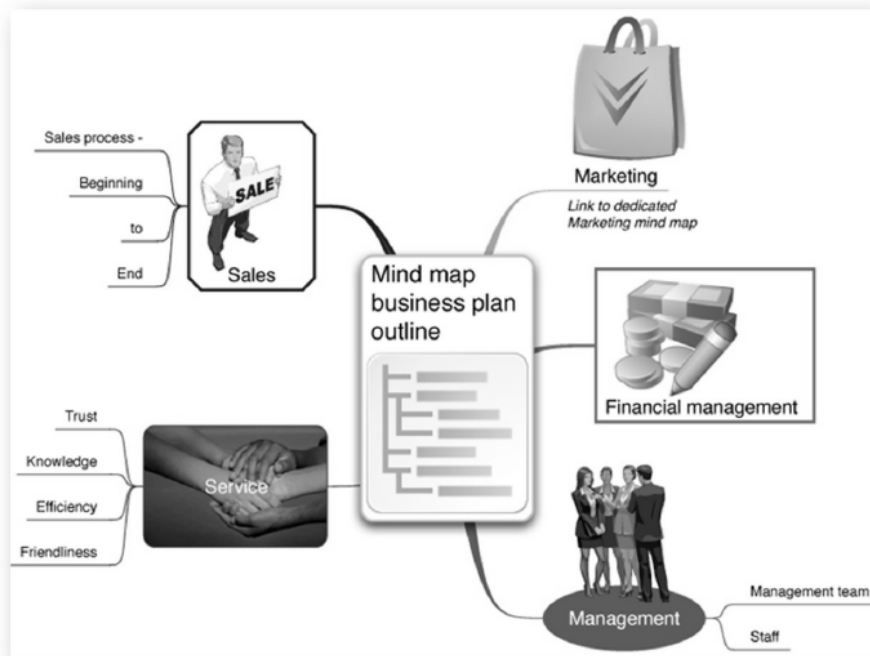 Sales process -
Beginning
to
End
SALE
Sales
Marketing
Link to dedicated
Marketing mind map
Mind map
business plan
outline
Financial management
Trust
Knowledge
Efficiency
Friendliness
Service
Management
Management team
Staff